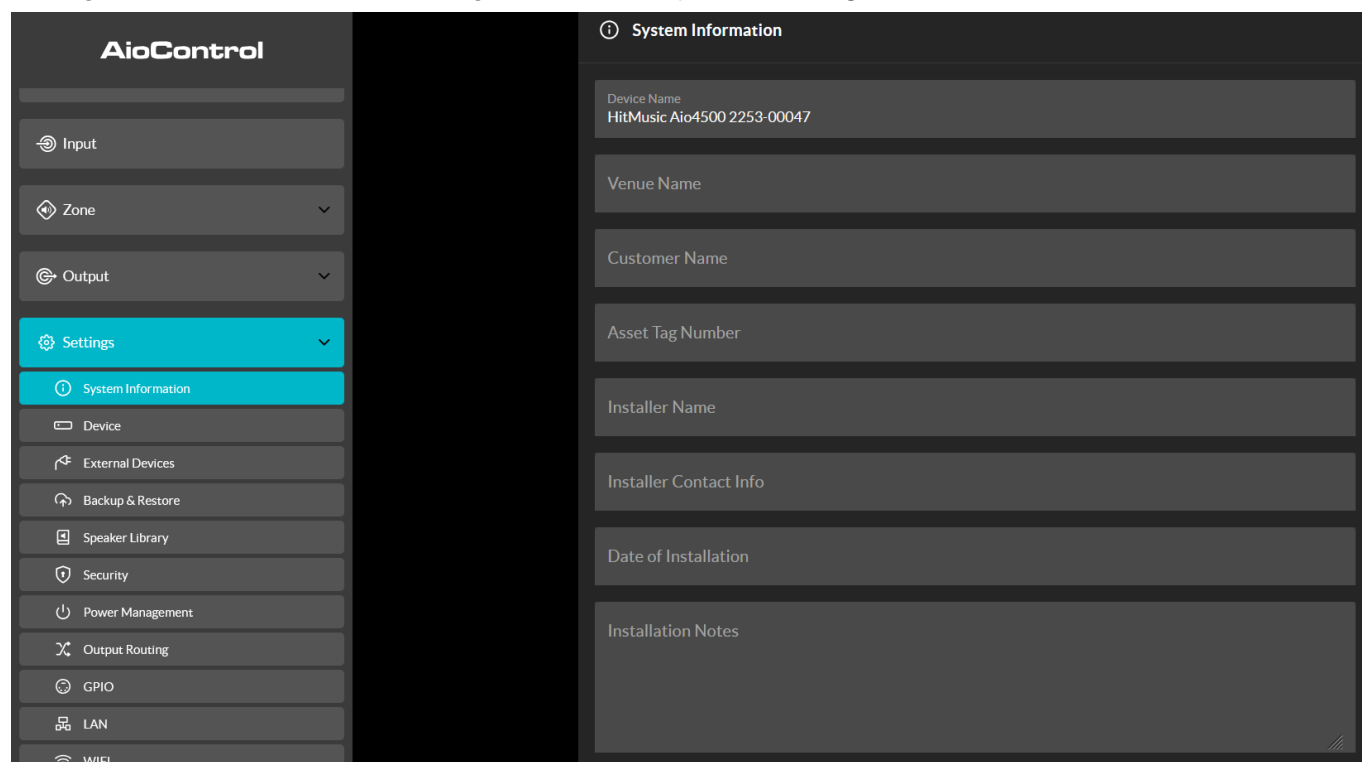 AioControl
Input
Zone
Output
Settings
System Information
Device
External Devices
Backup & Restore
Speaker Library
Security
Power Management
Output Routing
GPIO
LAN
WIFI
System Information
Device Name
HitMusic Aio4500 2253-00047
Venue Name
Customer Name
Asset Tag Number
Installer Name
Installer Contact Info
Date of Installation
Installation Notes